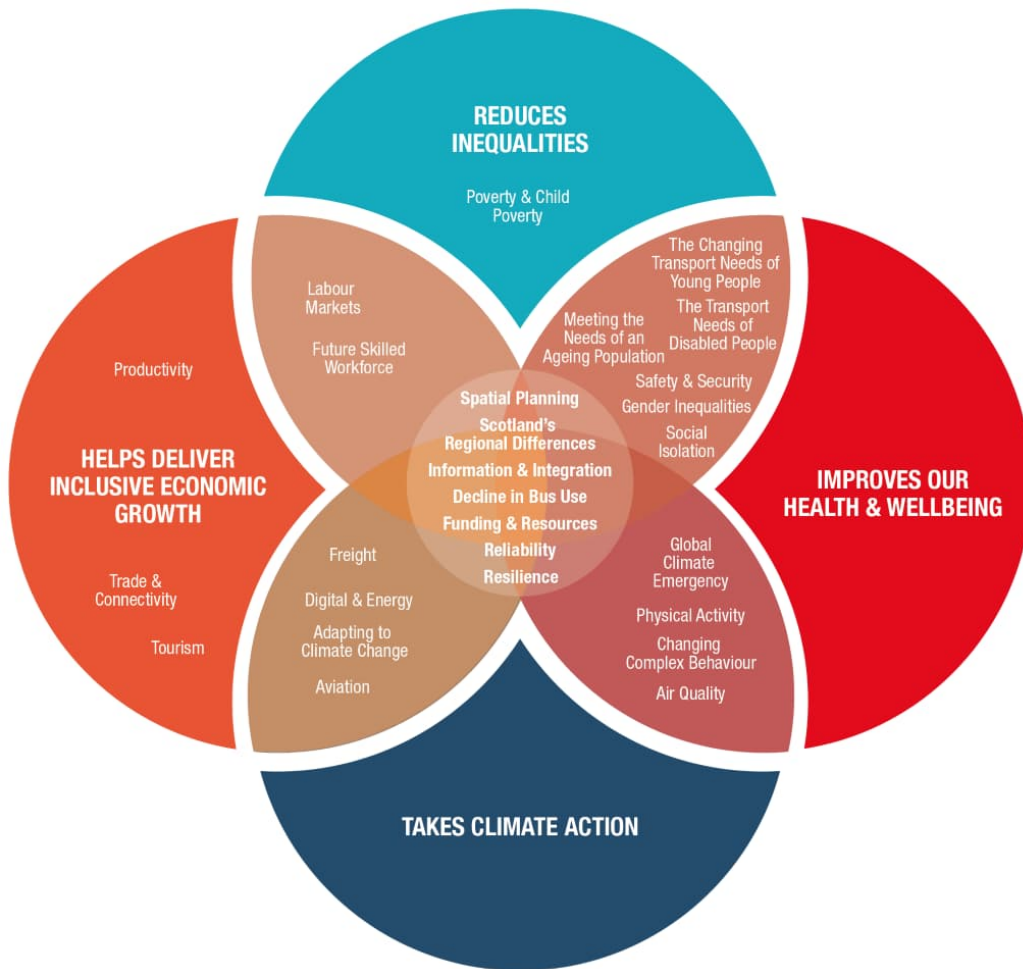 REDUCES
INEQUALITIES
Poverty & Child
Poverty
Labour
Markets
Future Skilled
Workforce
The Changing
Transport Needs of
Young People
The Transport
Needs of
Disabled People
Meeting the
Needs of an
Ageing Population
Safety & Security
Gender Inequalities
Social
Isolation
Productivity
HELPS DELIVER
INCLUSIVE ECONOMIC
GROWTH
Trade &
Connectivity
Tourism
Spatial Planning
Scotland's
Regional Differences
Information & Integration
Decline in Bus Use
Funding & Resources
Reliability
Resilience
IMPROVES OUR
HEALTH & WELLBEING
Freight
Digital & Energy
Adapting to
Climate Change
Aviation
Global
Climate
Emergency
Physical Activity
Changing
Complex Behaviour
Air Quality
TAKES CLIMATE ACTION